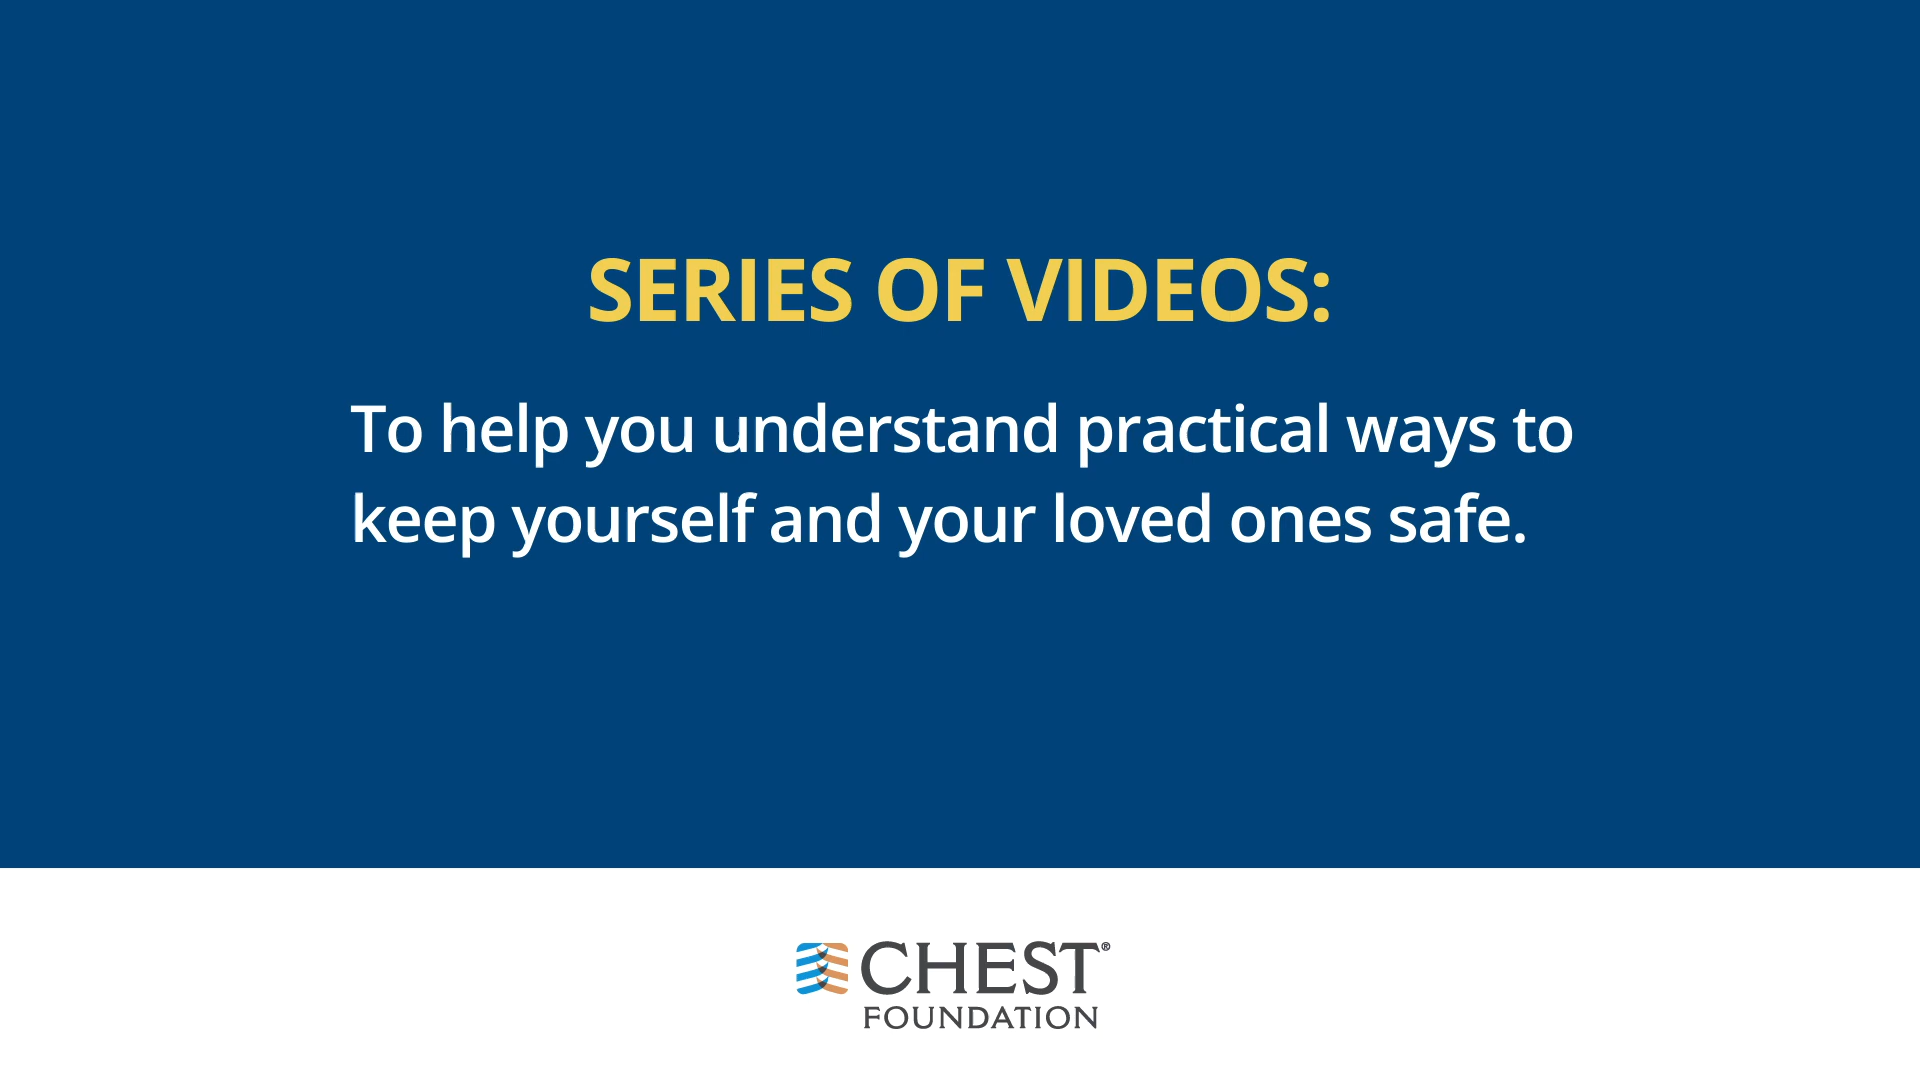 SERIES OF VIDEOS:
To help you understand practical ways to
keep yourself and your loved ones safe.
CHEST®
FOUNDATION